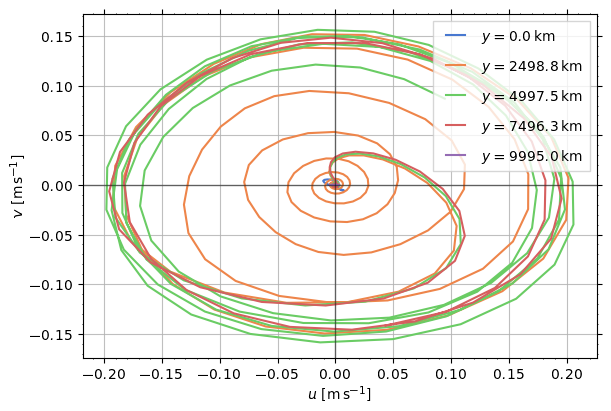 y = 0.0 km
y = 2498.8 km
y = 4997.5 km
y = 7496.3 km
y = 9995.0 km
0.15
0.10
0.05
0.00
−0.05
−0.10
−0.15
v [m s⁻¹]
−0.20 −0.15 −0.10 −0.05 0.00 0.05 0.10 0.15 0.20
u [m s⁻¹]